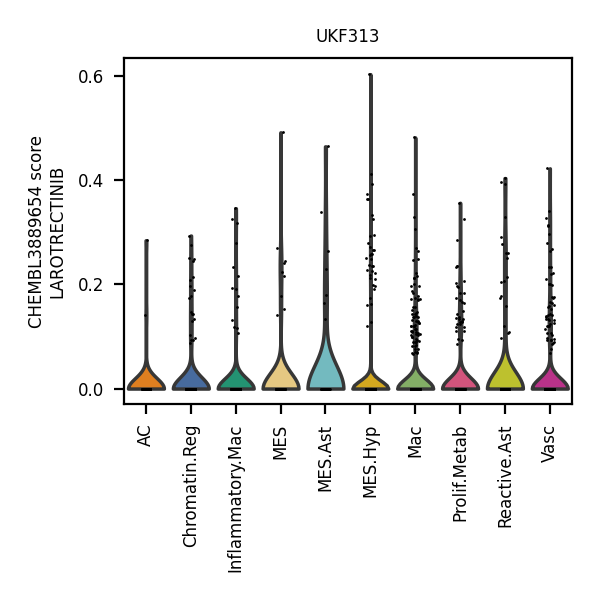 UKF313
CHEMBL3889654 score
LAROTRECTINIB
0.6
0.4
0.2
0.0
AC
Chromatin.Reg
Inflammatory.Mac
MES
MES.Ast
MES.Hyp
Mac
Prolif.Metab
Reactive.Ast
Vasc